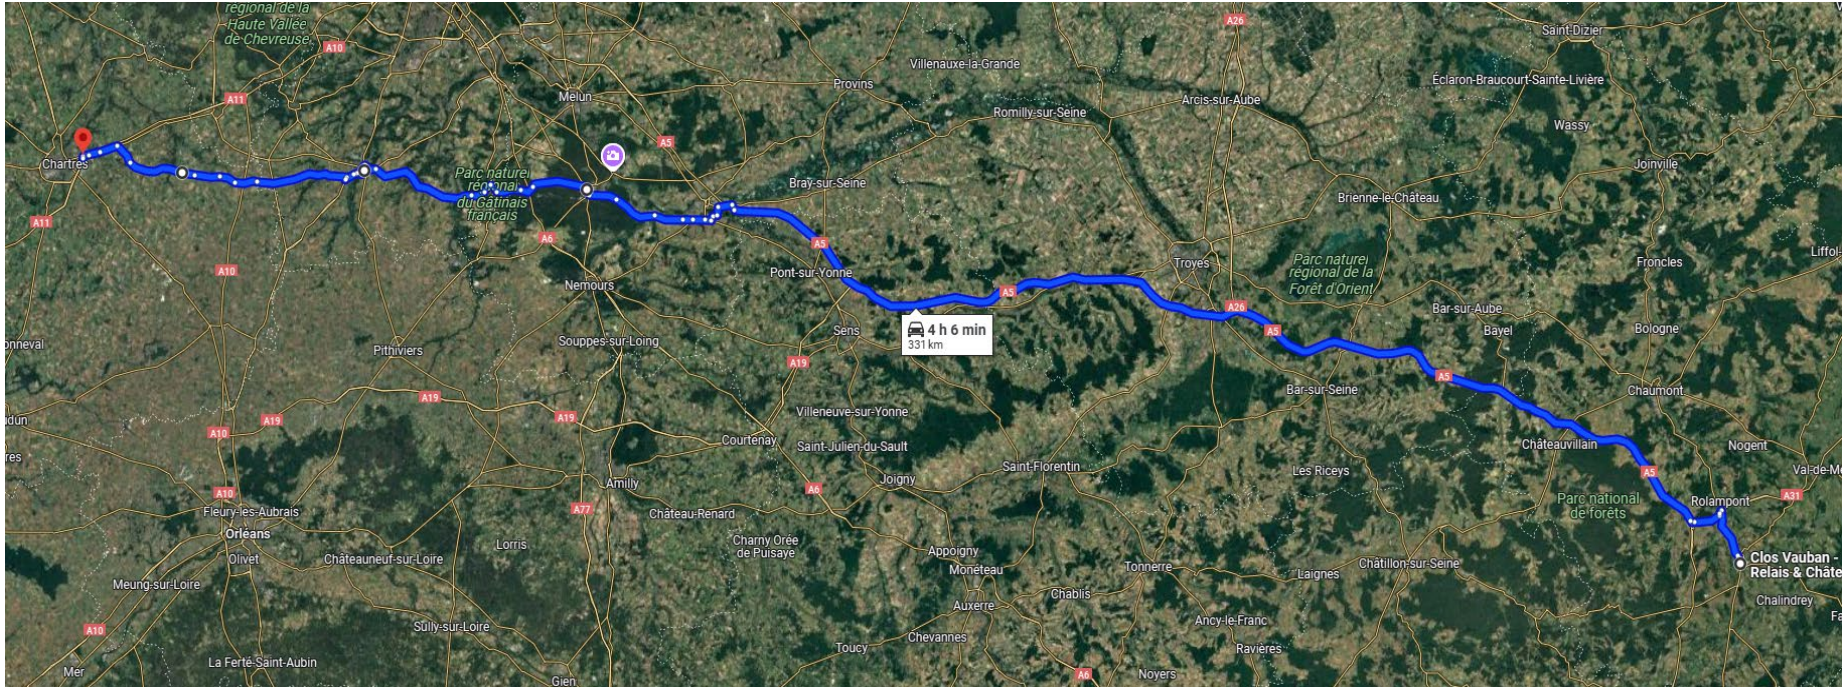 régional de la
Haute Vallée
de Chevreuse
A10
A26
Saint-Dizier
Villenauxe-la-Grande
Éclaron-Braucourt-Sainte-Livière
Provins
Melun
A11
Arcis-sur-Aube
Romilly-sur-Seine
Wassy
A5
Chartres
Joinville
Parc naturel
régional
du Gâtinais
français
Bray-sur-Seine
Brienne-le-Château
A11
A6
A5
Liffol-
A10
Pont-sur-Yonne
Troyes
Parc naturel
régional de la
Forêt d'Orient
Froncles
Nemours
A5
A26
Bar-sur-Aube
onneval
Sens
4 h 6 min
331 km
A5
Bayel
Bologne
Pithiviers
Souppes-sur-Loing
A19
A5
Bar-sur-Seine
Chaumont
A19
A19
A19
Villeneuve-sur-Yonne
udun
A10
Courtenay
Saint-Julien-du-Sault
Châteauvillain
Nogent
res
Saint-Florentin
Les Riceys
A5
Val-de-Me
Amilly
Joigny
A10
A6
Parc national
de forêts
Rolampont
A31
Fleury-les-Aubrais
A77
Château-Renard
Orléans
Lorris
Charny Orée
de Puisaye
Olivet
Châteauneuf-sur-Loire
Appoigny
Monéteau
Tonnerre
Châtillon-sur-Seine
Clos Vauban -
Relais & Châte
Meung-sur-Loire
Laignes
Chablis
Auxerre
Chalindrey
A10
Sully-sur-Loire
Chevannes
Ancy-le-Franc
Fa
Toucy
Ravières
Mer
La Ferté-Saint-Aubin
Gien
A6
Noyers